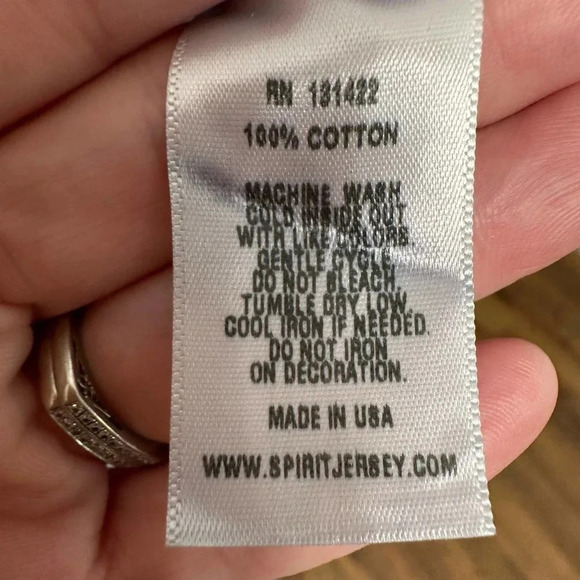 RN 131422
100% COTTON
MACHINE WASH
COLD INSIDE OUT
WITH LIKE COLORS.
GENTLE CYCLE
DO NOT BLEACH.
TUMBLE DRY LOW.
COOL IRON IF NEEDED.
DO NOT IRON
ON DECORATION.
MADE IN USA
WWW.SPIRITJERSEY.COM